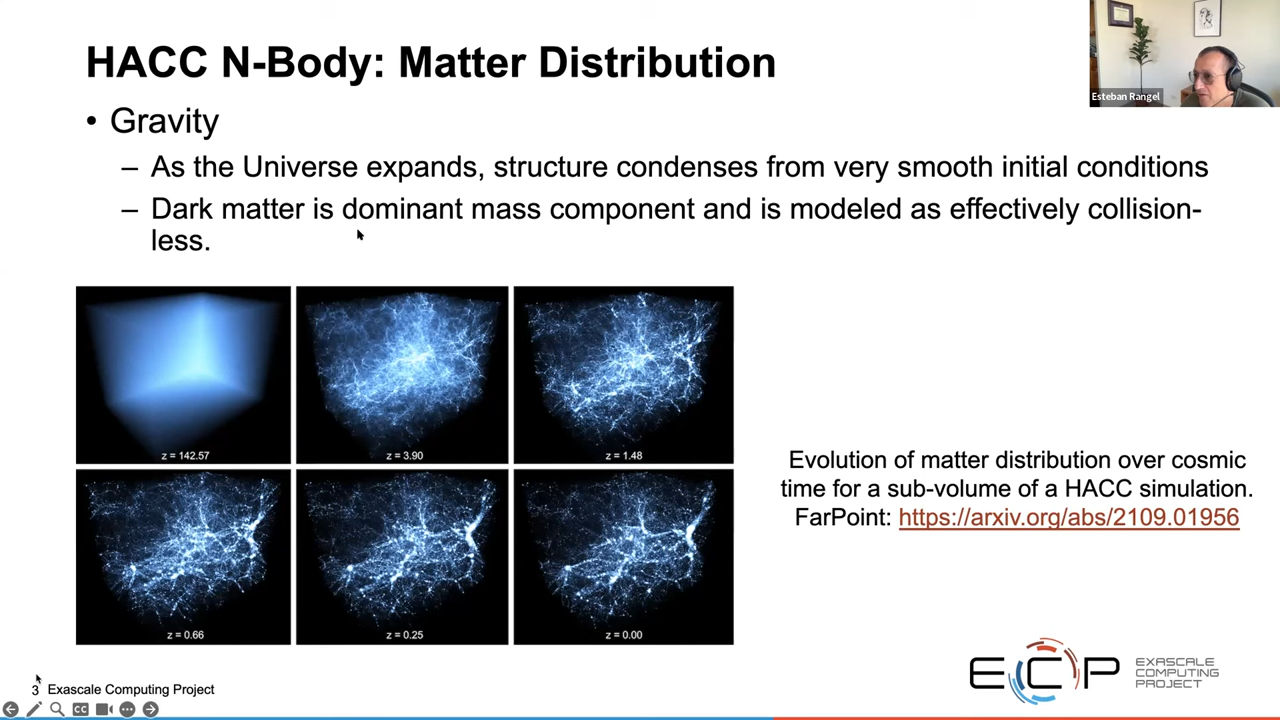 HACC N-Body: Matter Distribution
Esteban Rangel
• Gravity
– As the Universe expands, structure condenses from very smooth initial conditions
– Dark matter is dominant mass component and is modeled as effectively collision-
less.
z = 142.57
z = 3.90
z = 1.48
z = 0.66
z = 0.25
z = 0.00
Evolution of matter distribution over cosmic
time for a sub-volume of a HACC simulation.
FarPoint: https://arxiv.org/abs/2109.01956
3 Exascale Computing Project
CC
ECP
EXASCALE
COMPUTING
PROJECT